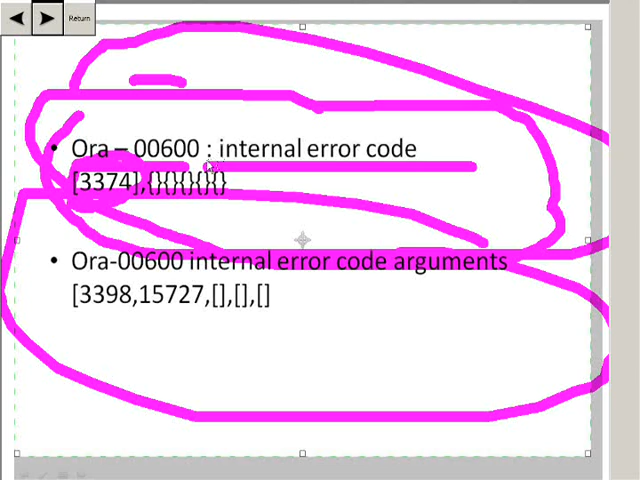 Return
• Ora – 00600 : internal error code
[3374],{}{}{}{}{}
• Ora-00600 internal error code arguments
[3398,15727,[],[],[]